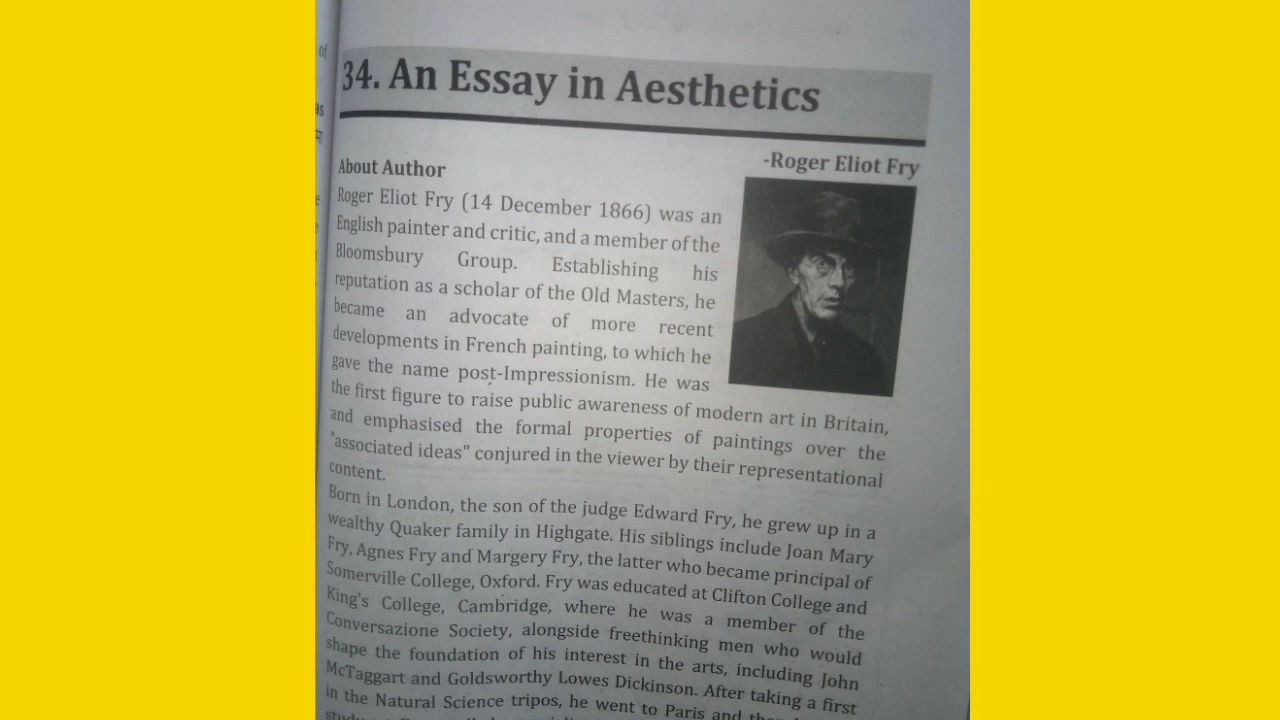 of
as
34. An Essay in Aesthetics
-Roger Eliot Fry
About Author
Roger Eliot Fry (14 December 1866) was an
English painter and critic, and a member of the
Bloomsbury Group. Establishing his
reputation as a scholar of the Old Masters, he
became an advocate of more recent
developments in French painting, to which he
gave the name post-Impressionism. He was
the first figure to raise public awareness of modern art in Britain,
and emphasised the formal properties of paintings over the
"associated ideas" conjured in the viewer by their representational
content.
Born in London, the son of the judge Edward Fry, he grew up in a
wealthy Quaker family in Highgate. His siblings include Joan Mary
Fry, Agnes Fry and Margery Fry, the latter who became principal of
Somerville College, Oxford. Fry was educated at Clifton College and
King's College, Cambridge, where he was a member of the
Conversazione Society, alongside freethinking men who would
shape the foundation of his interest in the arts, including John
McTaggart and Goldsworthy Lowes Dickinson. After taking a first
in the Natural Science tripos, he went to Paris and